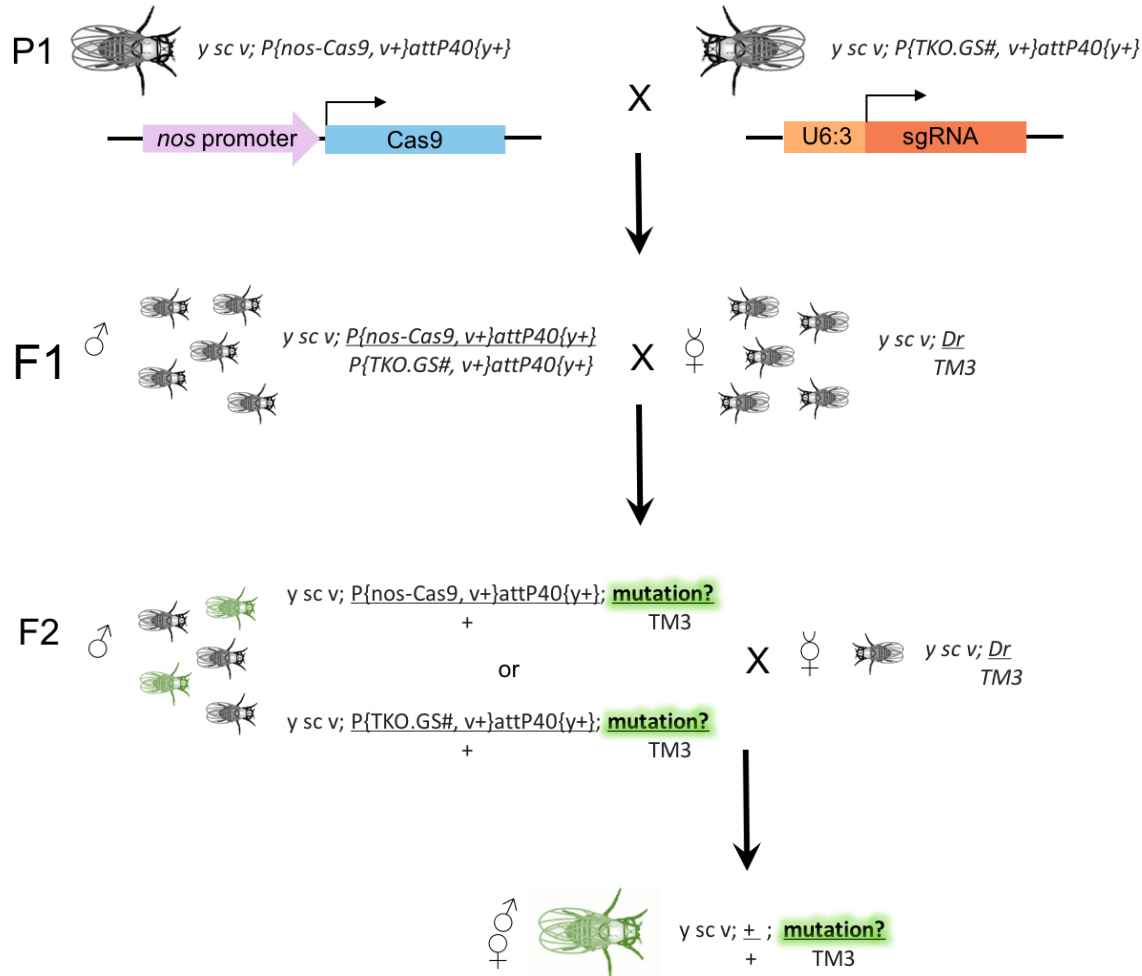 P1
y sc v; P{nos-Cas9, v+}attP40{y+}
X
y sc v; P{TKO.GS#, v+}attP40{y+}
nos promoter
Cas9
U6:3
sgRNA
F1
♂
y sc v; P{nos-Cas9, v+}attP40{y+}
P{TKO.GS#, v+}attP40{y+}
X
y sc v; Dr
TM3
F2
♂
y sc v; P{nos-Cas9, v+}attP40{y+}; mutation?
+ TM3
or
y sc v; P{TKO.GS#, v+}attP40{y+}; mutation?
+ TM3
X
y sc v; Dr
TM3
y sc v; + ; mutation?
+ TM3